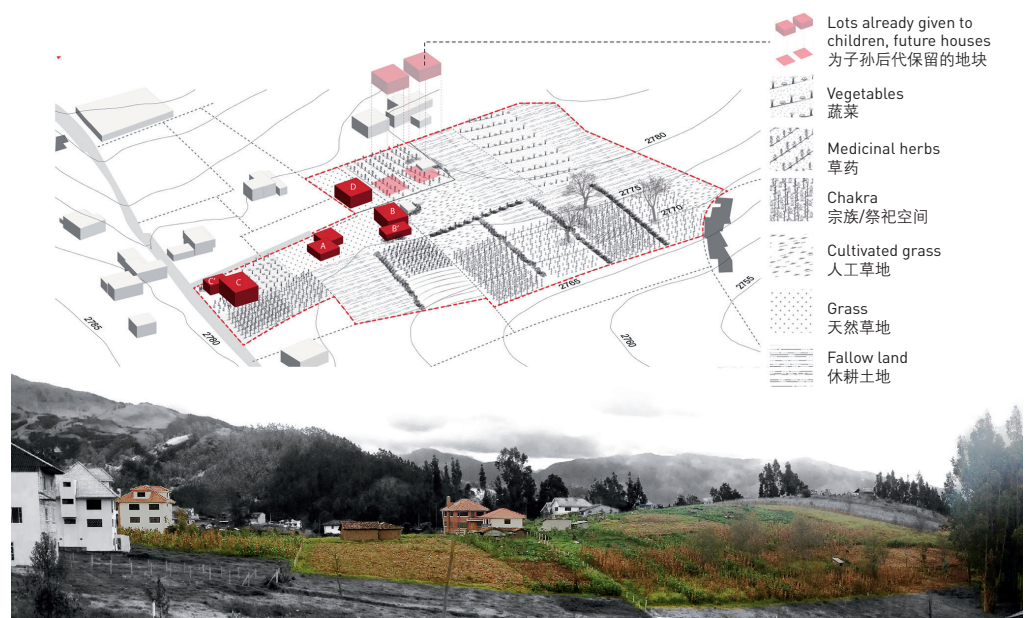 Lots already given to
children, future houses
为子孙后代保留的地块
Vegetables
蔬菜
Medicinal herbs
草药
Chakra
宗族/祭祀空间
Cultivated grass
人工草地
Grass
天然草地
Fallow land
休耕土地
2780
2775
2770
D
B
B'
A
C'
C
2765
2755
2785
2780
2760